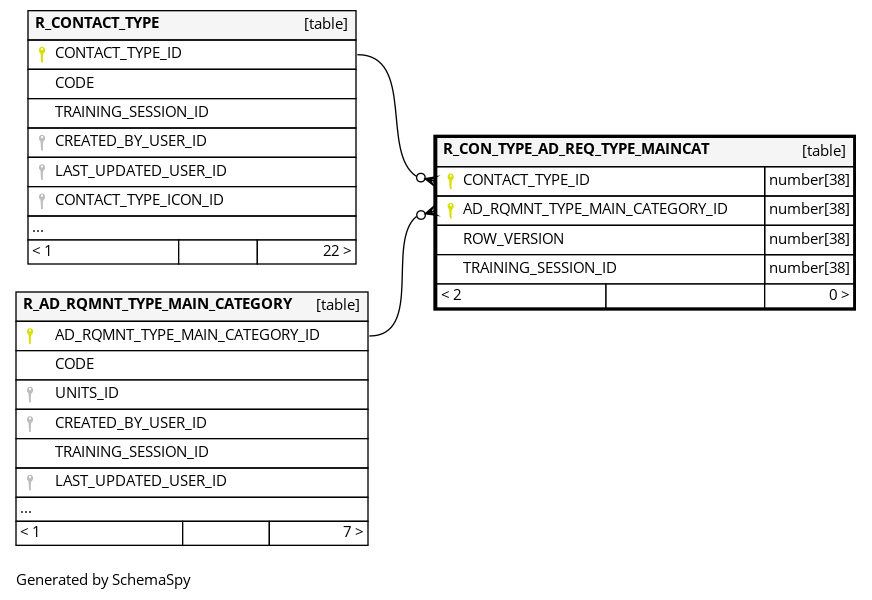 R_CONTACT_TYPE [table]
CONTACT_TYPE_ID
CODE
TRAINING_SESSION_ID
CREATED_BY_USER_ID
LAST_UPDATED_USER_ID
CONTACT_TYPE_ICON_ID
...
< 1 22 >
R_CON_TYPE_AD_REQ_TYPE_MAINCAT [table]
CONTACT_TYPE_ID number[38]
AD_RQMNT_TYPE_MAIN_CATEGORY_ID number[38]
ROW_VERSION number[38]
TRAINING_SESSION_ID number[38]
< 2 0 >
R_AD_RQMNT_TYPE_MAIN_CATEGORY [table]
AD_RQMNT_TYPE_MAIN_CATEGORY_ID
CODE
UNITS_ID
CREATED_BY_USER_ID
TRAINING_SESSION_ID
LAST_UPDATED_USER_ID
...
< 1 7 >
Generated by SchemaSpy